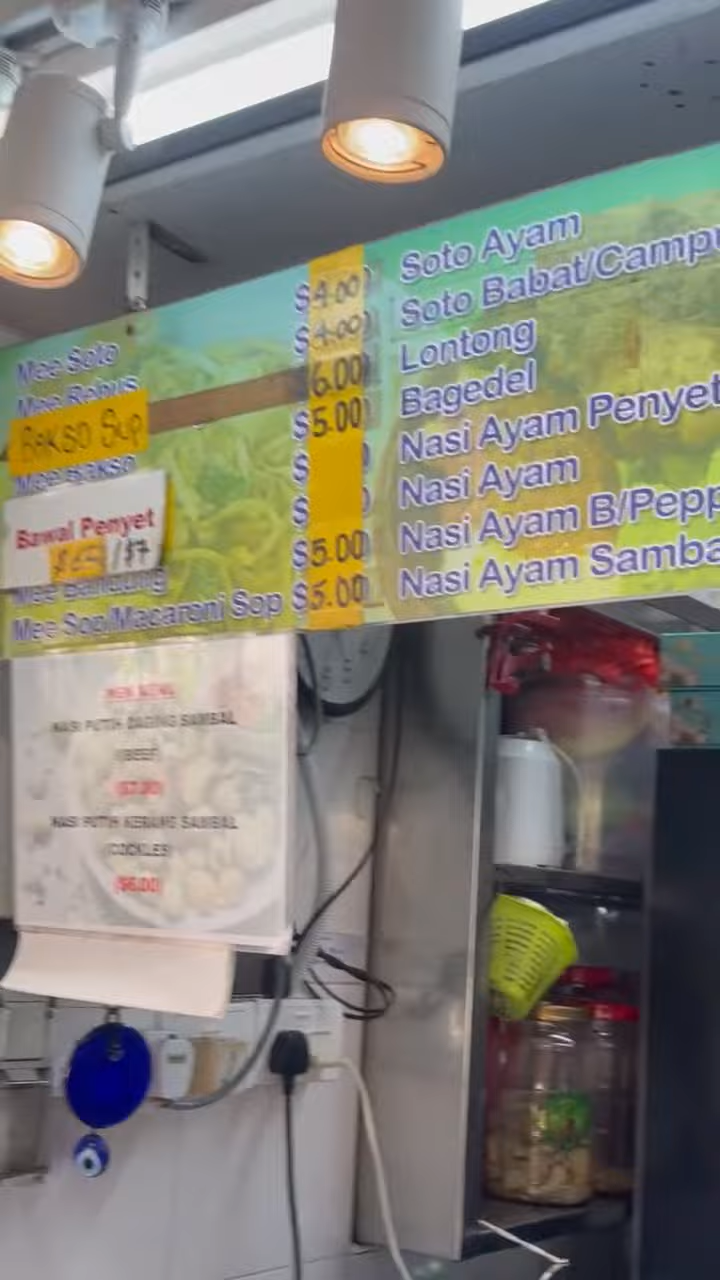 Mee Soto
Mee Rebus
BAKSO Sup
Mee Bakso
Bawal Penyet
/$7
Mee Bandung
Mee Sop/Macaroni Sop
$4.00
$4.00
6.00
$5.00
$
$
$5.00
$5.00
Soto Ayam
Soto Babat/Campu
Lontong
Bagedel
Nasi Ayam Penyet
Nasi Ayam
Nasi Ayam B/Pepp
Nasi Ayam Samba
NASI PUTIH DAGING SAMBAL
(BEEF)
($7.00)
NASI PUTIH KERANG SAMBAL
(COCKLES)
($6.00)